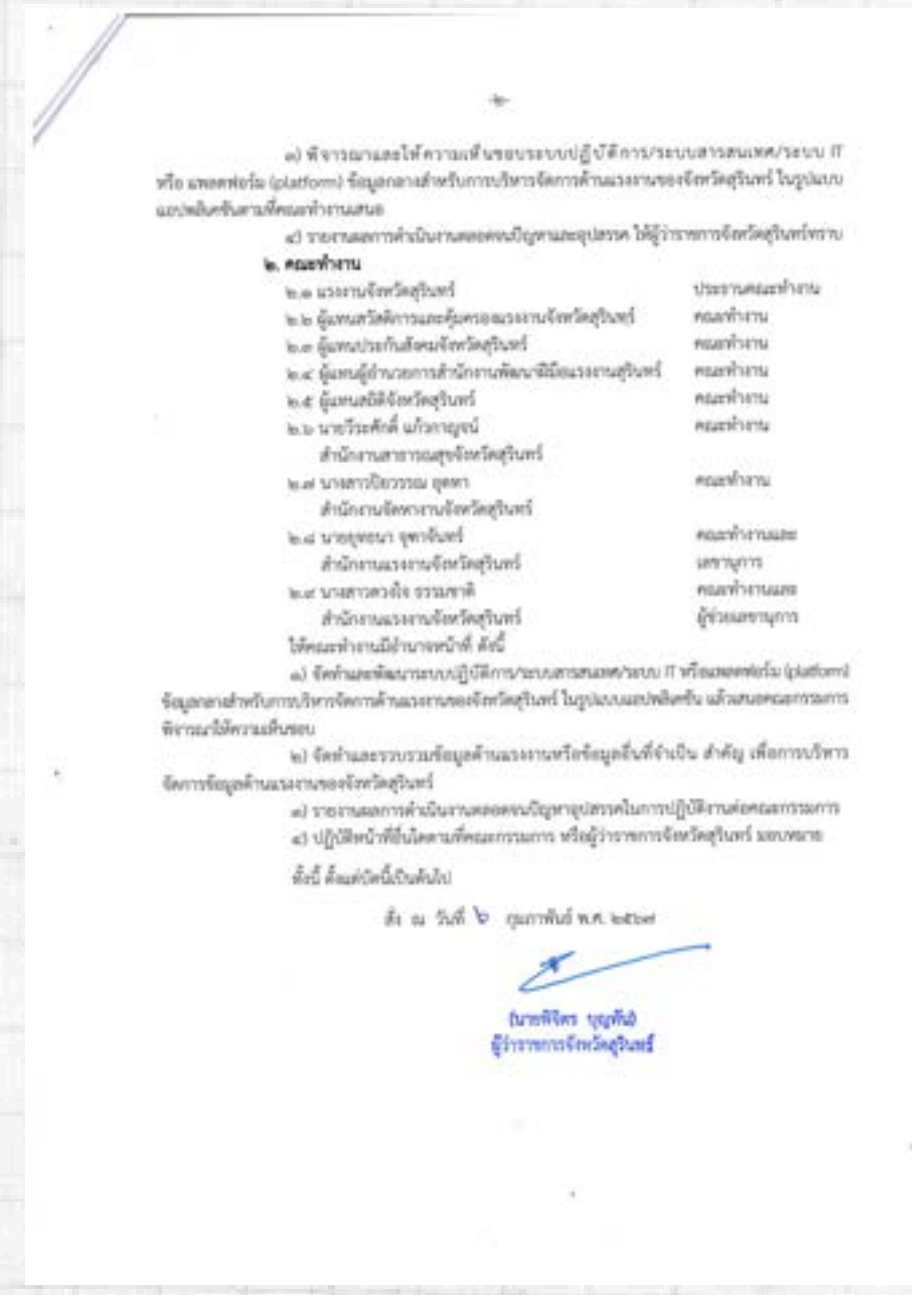 -๒-
๓) พิจารณาและให้ความเห็นชอบระบบปฏิบัติการ/ระบบสารสนเทศ/ระบบ IT
หรือ แพลตฟอร์ม (platform) ข้อมูลกลางสำหรับการบริหารจัดการด้านแรงงานของจังหวัดสุรินทร์ ในรูปแบบ
แอปพลิเคชันตามที่คณะทำงานเสนอ
๔) รายงานผลการดำเนินงานตลอดจนปัญหาและอุปสรรค ให้ผู้ว่าราชการจังหวัดสุรินทร์ทราบ
๒. คณะทำงาน
๒.๑ แรงงานจังหวัดสุรินทร์ ประธานคณะทำงาน
๒.๒ ผู้แทนสวัสดิการและคุ้มครองแรงงานจังหวัดสุรินทร์ คณะทำงาน
๒.๓ ผู้แทนประกันสังคมจังหวัดสุรินทร์ คณะทำงาน
๒.๔ ผู้แทนผู้อำนวยการสำนักงานพัฒนาฝีมือแรงงานสุรินทร์ คณะทำงาน
๒.๕ ผู้แทนสถิติจังหวัดสุรินทร์ คณะทำงาน
๒.๖ นายวีระศักดิ์ แก้วกาญจน์ คณะทำงาน
สำนักงานสาธารณสุขจังหวัดสุรินทร์
๒.๗ นางสาวปิยวรรณ อุดทา คณะทำงาน
สำนักงานจัดหางานจังหวัดสุรินทร์
๒.๘ นายยุทธนา จุฬาจันทร์ คณะทำงานและ
สำนักงานแรงงานจังหวัดสุรินทร์ เลขานุการ
๒.๙ นางสาวดวงใจ ธรรมชาติ คณะทำงานและ
สำนักงานแรงงานจังหวัดสุรินทร์ ผู้ช่วยเลขานุการ
ให้คณะทำงานมีอำนาจหน้าที่ ดังนี้
๑) จัดทำและพัฒนาระบบปฏิบัติการ/ระบบสารสนเทศ/ระบบ IT หรือแพลตฟอร์ม (platform)
ข้อมูลกลางสำหรับการบริหารจัดการด้านแรงงานของจังหวัดสุรินทร์ ในรูปแบบแอปพลิเคชัน แล้วเสนอคณะกรรมการ
พิจารณาให้ความเห็นชอบ
๒) จัดทำและรวบรวมข้อมูลด้านแรงงานหรือข้อมูลอื่นที่จำเป็น สำคัญ เพื่อการบริหาร
จัดการข้อมูลด้านแรงงานของจังหวัดสุรินทร์
๓) รายงานผลการดำเนินงานตลอดจนปัญหาอุปสรรคในการปฏิบัติงานต่อคณะกรรมการ
๔) ปฏิบัติหน้าที่อื่นใดตามที่คณะกรรมการ หรือผู้ว่าราชการจังหวัดสุรินทร์ มอบหมาย
ทั้งนี้ ตั้งแต่บัดนี้เป็นต้นไป
สั่ง ณ วันที่ ๖ กุมภาพันธ์ พ.ศ. ๒๕๖๗
(นายพิจิตร บุญทัน)
ผู้ว่าราชการจังหวัดสุรินทร์